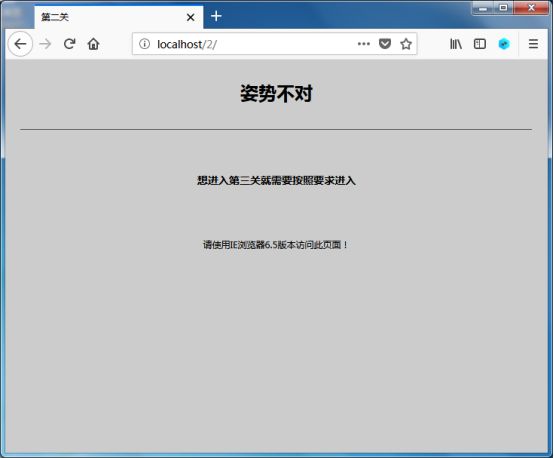 第二关
localhost/2/
姿势不对
想进入第三关就需要按照要求进入
请使用IE浏览器6.5版本访问此页面！